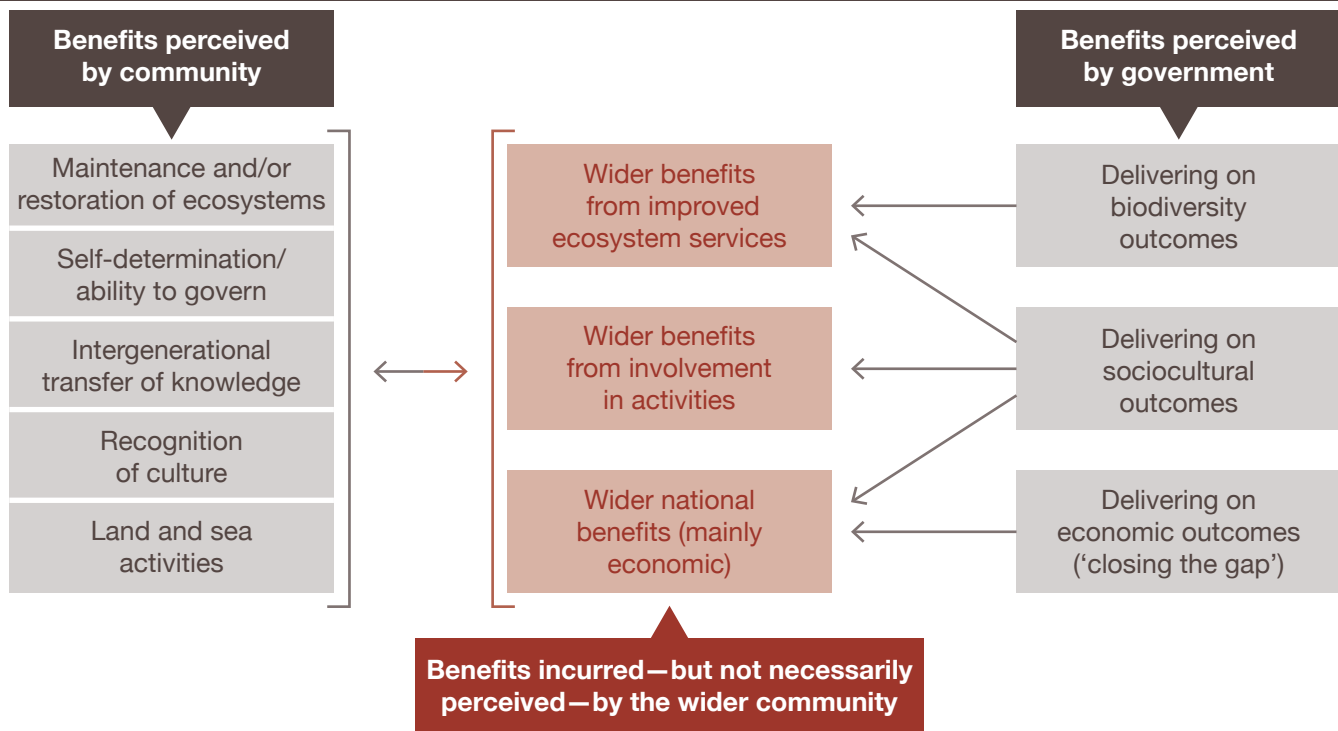 Benefits perceived
by community
Maintenance and/or
restoration of ecosystems
Self-determination/
ability to govern
Intergenerational
transfer of knowledge
Recognition
of culture
Land and sea
activities
Wider benefits
from improved
ecosystem services
Wider benefits
from involvement
in activities
Wider national
benefits (mainly
economic)
Benefits incurred—but not necessarily
perceived—by the wider community
Benefits perceived
by government
Delivering on
biodiversity
outcomes
Delivering on
sociocultural
outcomes
Delivering on
economic outcomes
(‘closing the gap’)